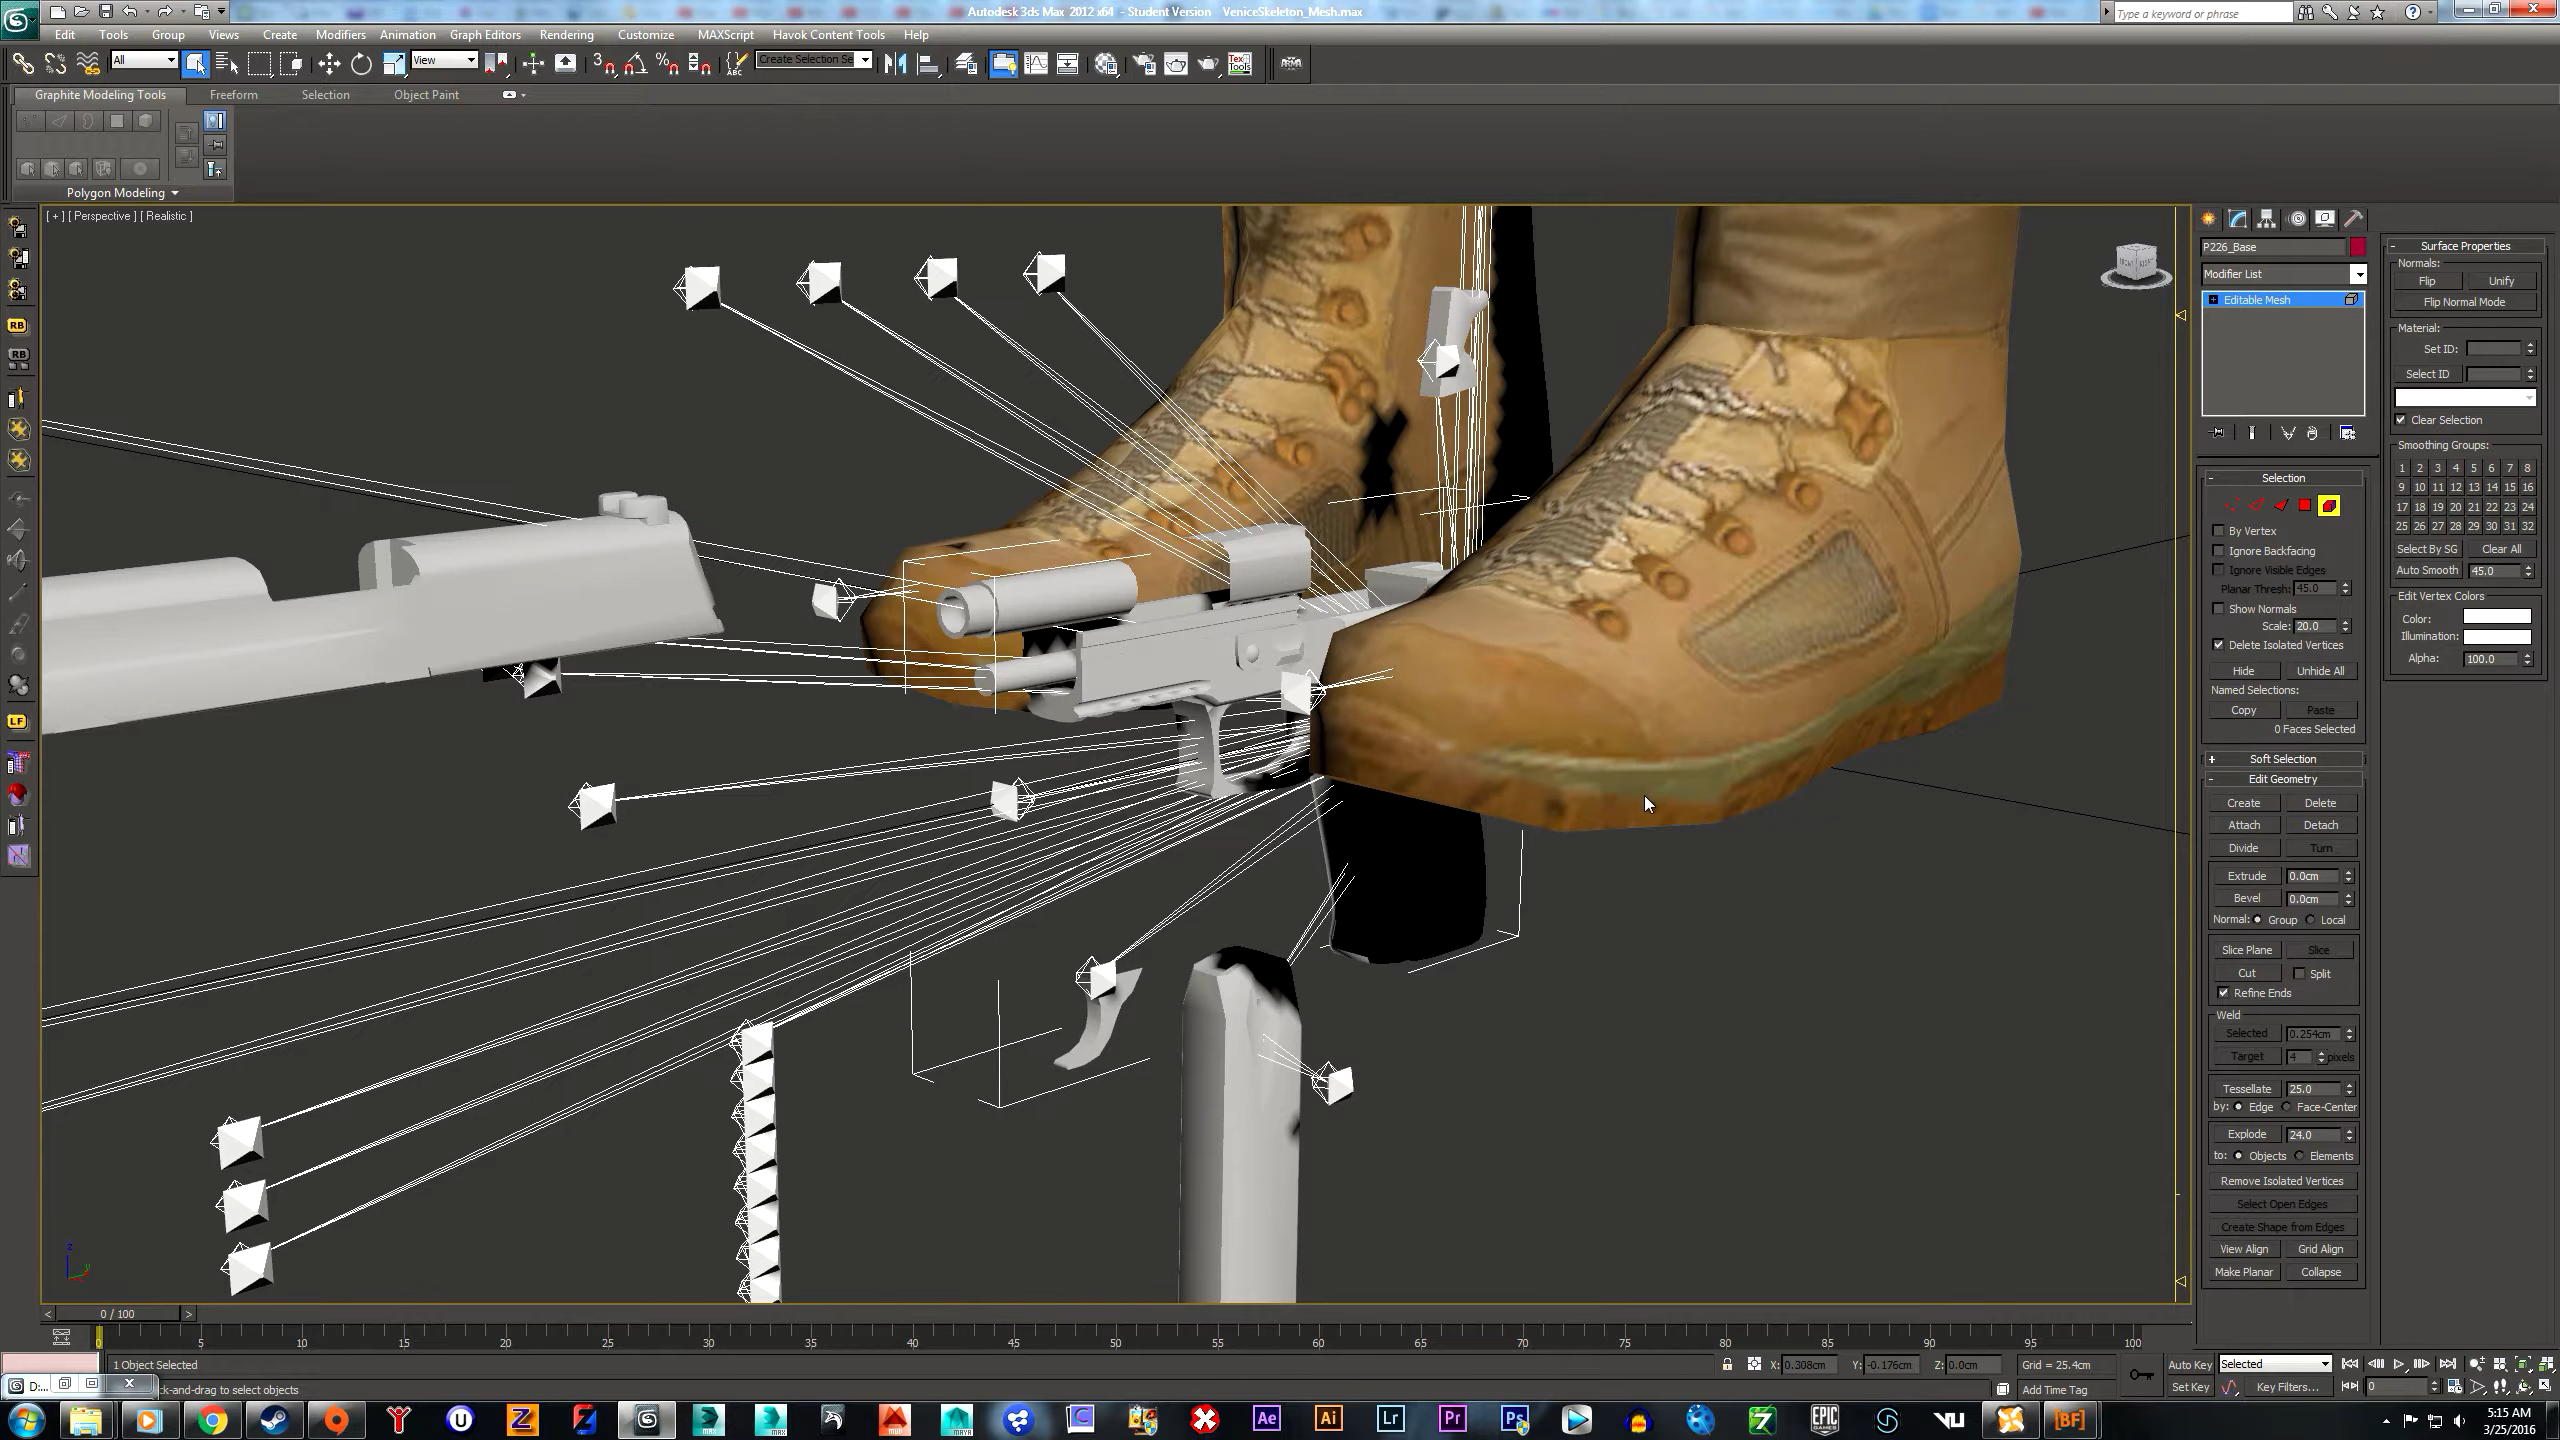 Autodesk 3ds Max 2012 x64 - Student Version VeniceSkeleton_Mesh.max
Type a keyword or phrase
Edit Tools Group Views Create Modifiers Animation Graph Editors Rendering Customize MAXScript Havok Content Tools Help
All View Create Selection Se
Graphite Modeling Tools Freeform Selection Object Paint
Polygon Modeling
[ + ] [ Perspective ] [ Realistic ]
P226_Base
Modifier List
Editable Mesh
Selection
By Vertex
Ignore Backfacing
Ignore Visible Edges
Planar Thresh: 45.0
Show Normals
Scale: 20.0
Delete Isolated Vertices
Hide Unhide All
Named Selections:
Copy Paste
0 Faces Selected
Soft Selection
Edit Geometry
Create Delete
Attach Detach
Divide Turn
Extrude 0.0cm
Bevel 0.0cm
Normal: Group Local
Slice Plane Slice
Cut Split
Refine Ends
Weld
Selected 0.254cm
Target 4 pixels
Tessellate 25.0
by: Edge Face-Center
Explode 24.0
to: Objects Elements
Remove Isolated Vertices
Select Open Edges
Create Shape from Edges
View Align Grid Align
Make Planar Collapse
Surface Properties
Normals:
Flip Unify
Flip Normal Mode
Material:
Set ID:
Select ID
Clear Selection
Smoothing Groups:
1 2 3 4 5 6 7 8
9 10 11 12 13 14 15 16
17 18 19 20 21 22 23 24
25 26 27 28 29 30 31 32
Select By SG Clear All
Auto Smooth 45.0
Edit Vertex Colors
Color:
Illumination:
Alpha: 100.0
RB
RB
LF
z
y
0 / 100
0 5 10 15 20 25 30 35 40 45 50 55 60 65 70 75 80 85 90 95 100
1 Object Selected X: 0.308cm Y: -0.176cm Z: 0.0cm Grid = 25.4cm Auto Key Selected
D:... ck-and-drag to select objects Add Time Tag Set Key Key Filters... 0
Ae Ai Lr Pr Ps EPIC GAMES VU [BF]
5:15 AM
3/25/2016